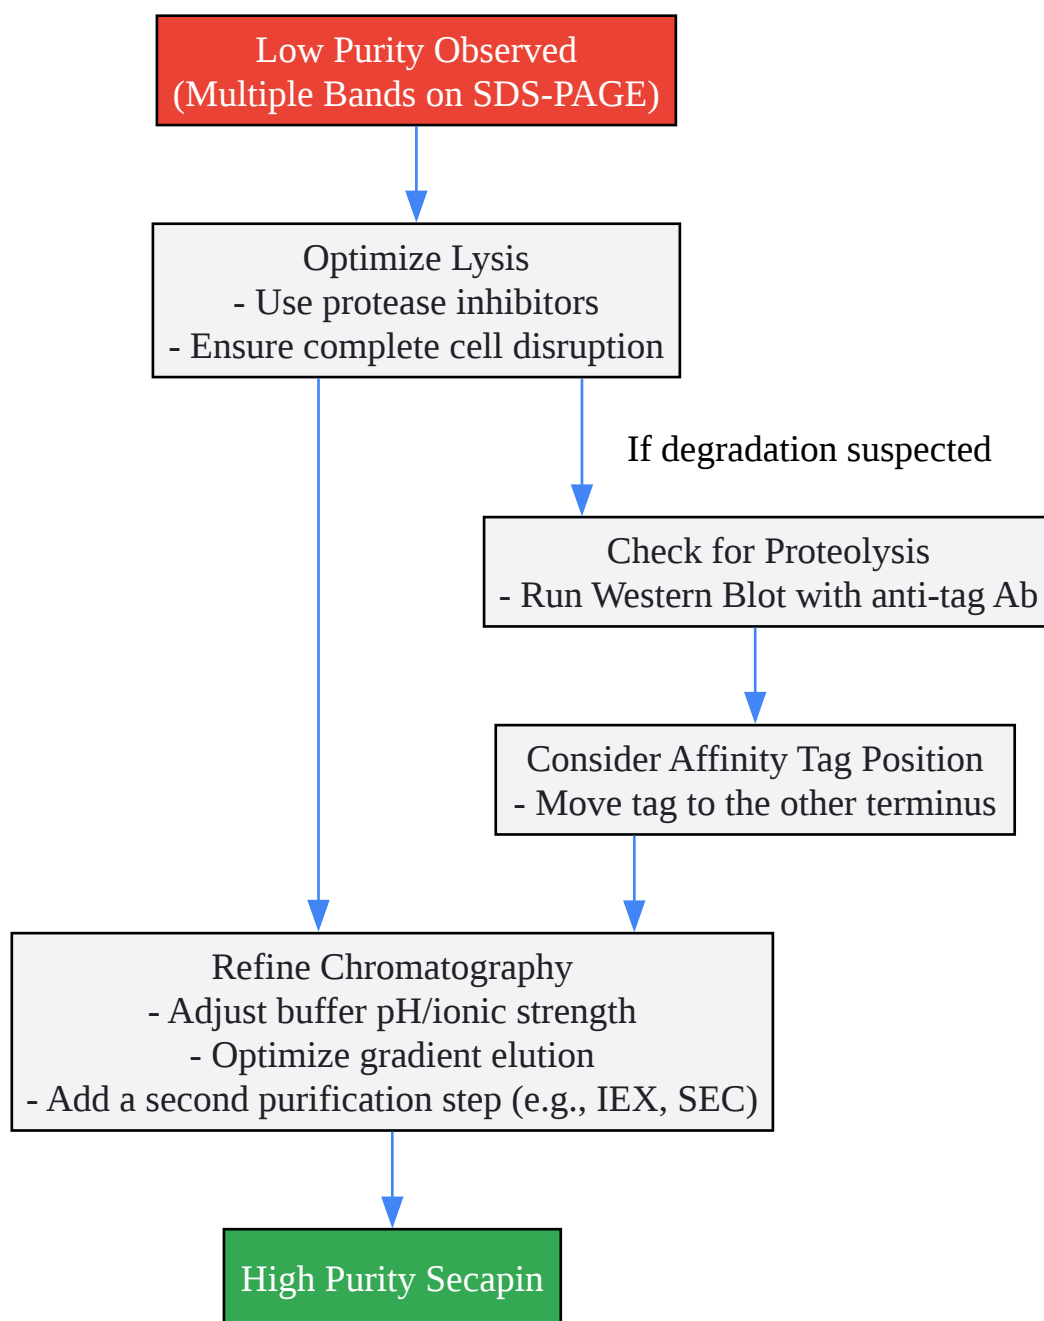 Low Purity Observed
(Multiple Bands on SDS-PAGE)
Optimize Lysis
- Use protease inhibitors
- Ensure complete cell disruption
If degradation suspected
Check for Proteolysis
- Run Western Blot with anti-tag Ab
Consider Affinity Tag Position
- Move tag to the other terminus
Refine Chromatography
- Adjust buffer pH/ionic strength
- Optimize gradient elution
- Add a second purification step (e.g., IEX, SEC)
High Purity Secapin